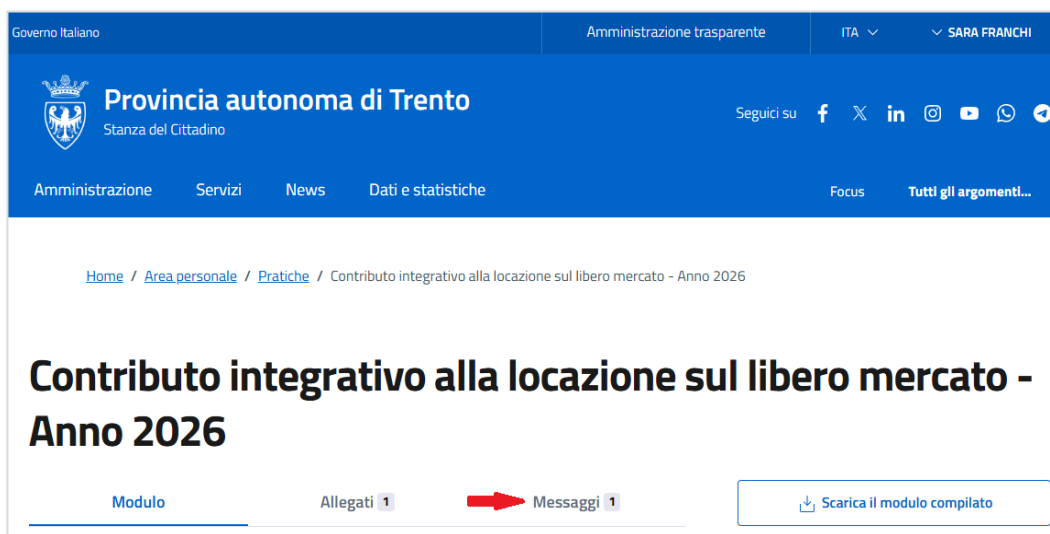 Governo Italiano
Amministrazione trasparente
ITA
SARA FRANCHI
Provincia autonoma di Trento
Stanza del Cittadino
Seguici su
Amministrazione Servizi News Dati e statistiche
Focus Tutti gli argomenti...
Home / Area personale / Pratiche / Contributo integrativo alla locazione sul libero mercato - Anno 2026
Contributo integrativo alla locazione sul libero mercato -
Anno 2026
Modulo Allegati 1 Messaggi 1
Scarica il modulo compilato